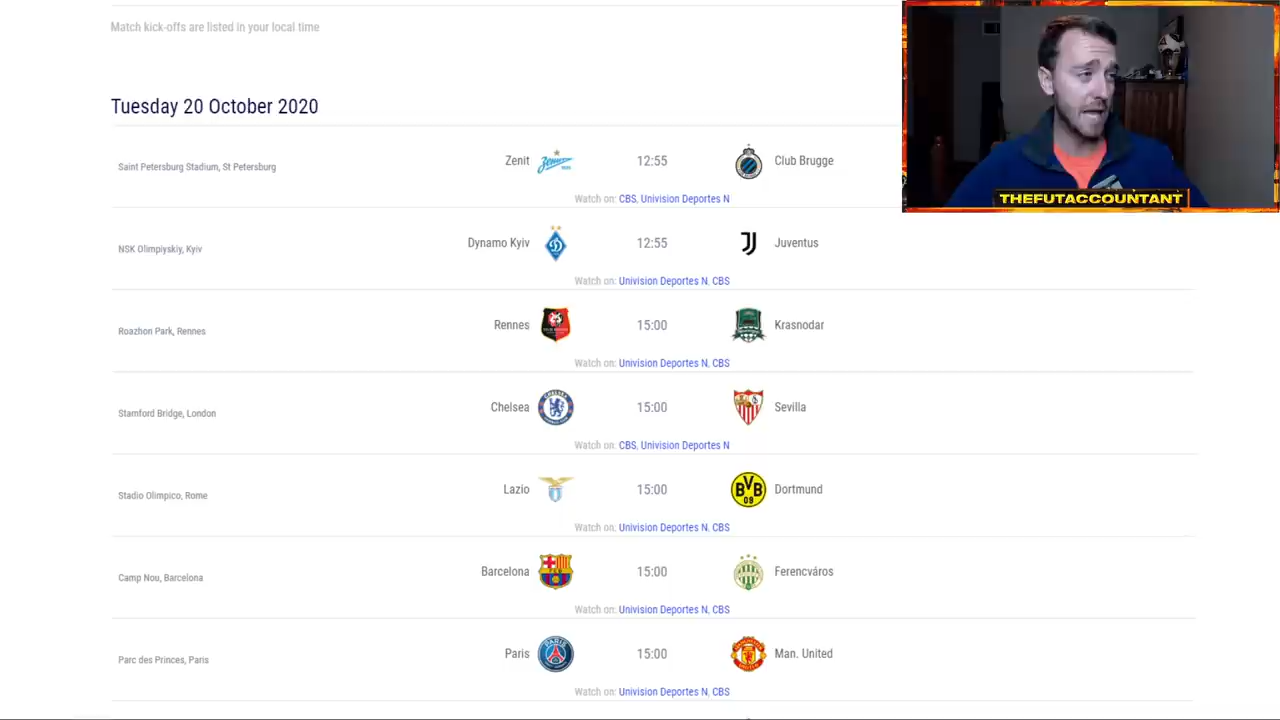 Match kick-offs are listed in your local time
Tuesday 20 October 2020
Saint Petersburg Stadium, St Petersburg
Zenit 12:55 Club Brugge
Watch on: CBS, Univision Deportes N
NSK Olimpiyskiy, Kyiv
Dynamo Kyiv 12:55 Juventus
Watch on: Univision Deportes N, CBS
Roazhon Park, Rennes
Rennes 15:00 Krasnodar
Watch on: Univision Deportes N, CBS
Stamford Bridge, London
Chelsea 15:00 Sevilla
Watch on: CBS, Univision Deportes N
Stadio Olimpico, Rome
Lazio 15:00 Dortmund
Watch on: Univision Deportes N, CBS
Camp Nou, Barcelona
Barcelona 15:00 Ferencváros
Watch on: Univision Deportes N, CBS
Parc des Princes, Paris
Paris 15:00 Man. United
Watch on: Univision Deportes N, CBS
THEFUTACCOUNTANT
BVB
09